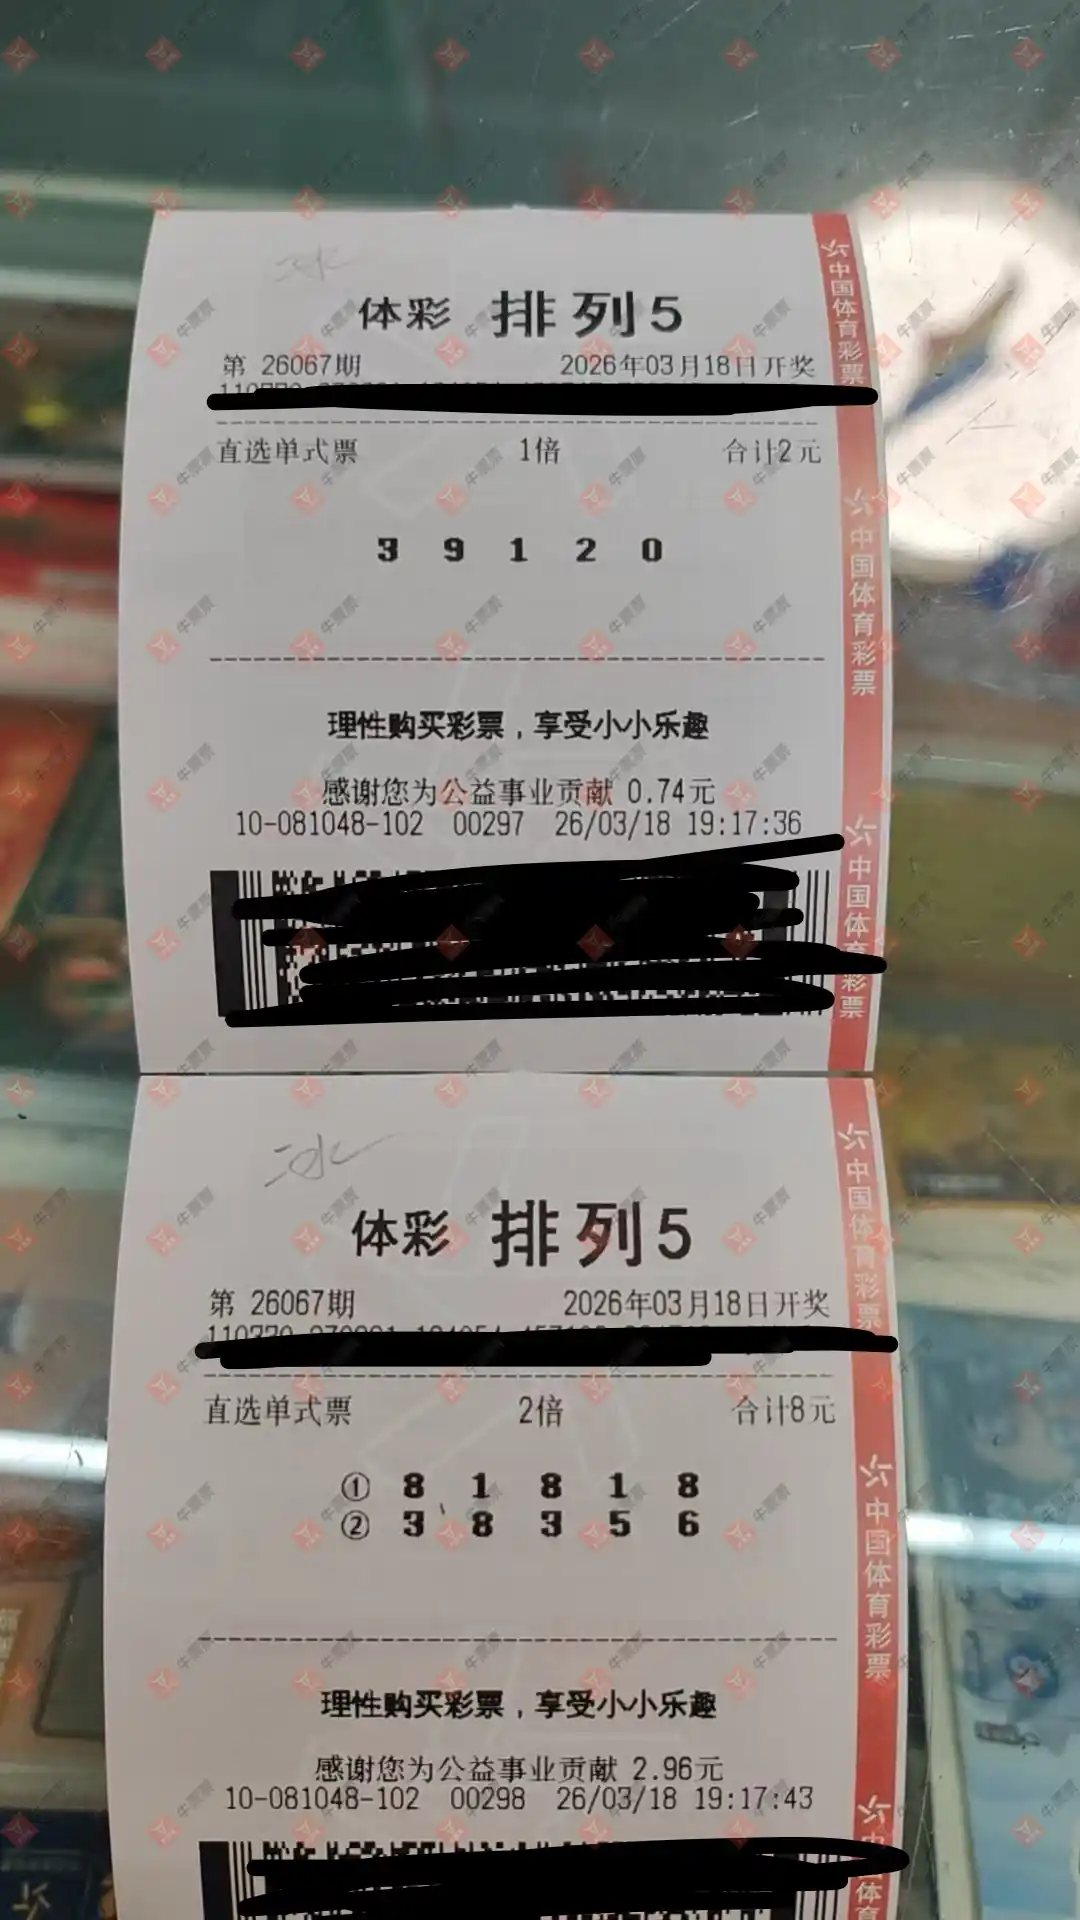 冰
体彩 排列5
第 26067期 2026年03月18日开奖
直选单式票 1倍 合计2元
3 9 1 2 0
理性购买彩票，享受小小乐趣
感谢您为公益事业贡献 0.74元
10-081048-102 00297 26/03/18 19:17:36
中国体育彩票
中国体育彩票
中国体育彩票
冰
体彩 排列5
第 26067期 2026年03月18日开奖
直选单式票 2倍 合计8元
① 8 1 8 1 8
② 3 8 3 5 6
理性购买彩票，享受小小乐趣
感谢您为公益事业贡献 2.96元
10-081048-102 00298 26/03/18 19:17:43
中国体育彩票
中国体育彩票